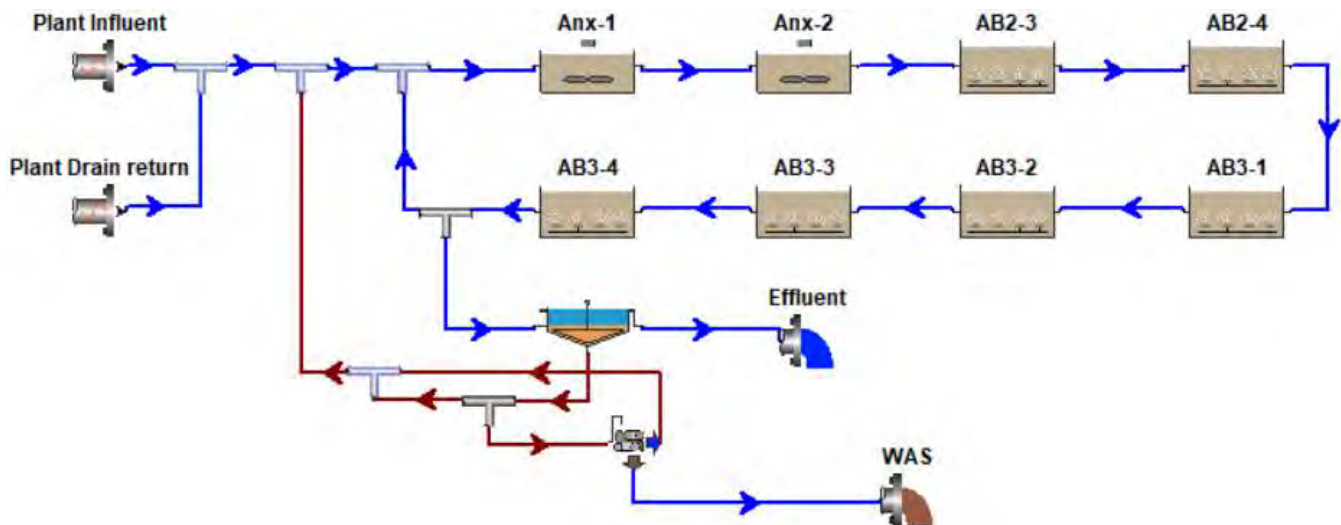 Plant Influent
Anx-1
Anx-2
AB2-3
AB2-4
Plant Drain return
AB3-4
AB3-3
AB3-2
AB3-1
Effluent
WAS